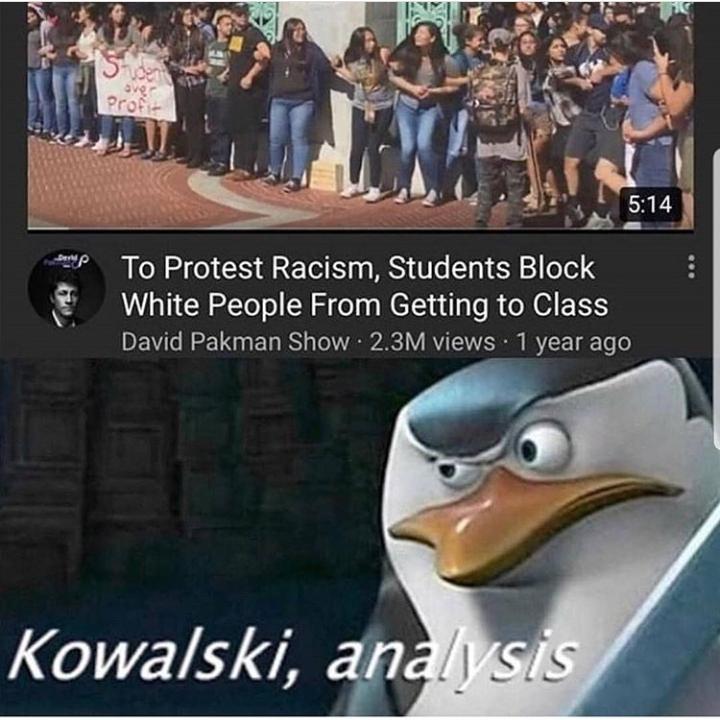 Student
over
Profit
5:14
David P
To Protest Racism, Students Block
White People From Getting to Class
David Pakman Show · 2.3M views · 1 year ago
Kowalski, analysis